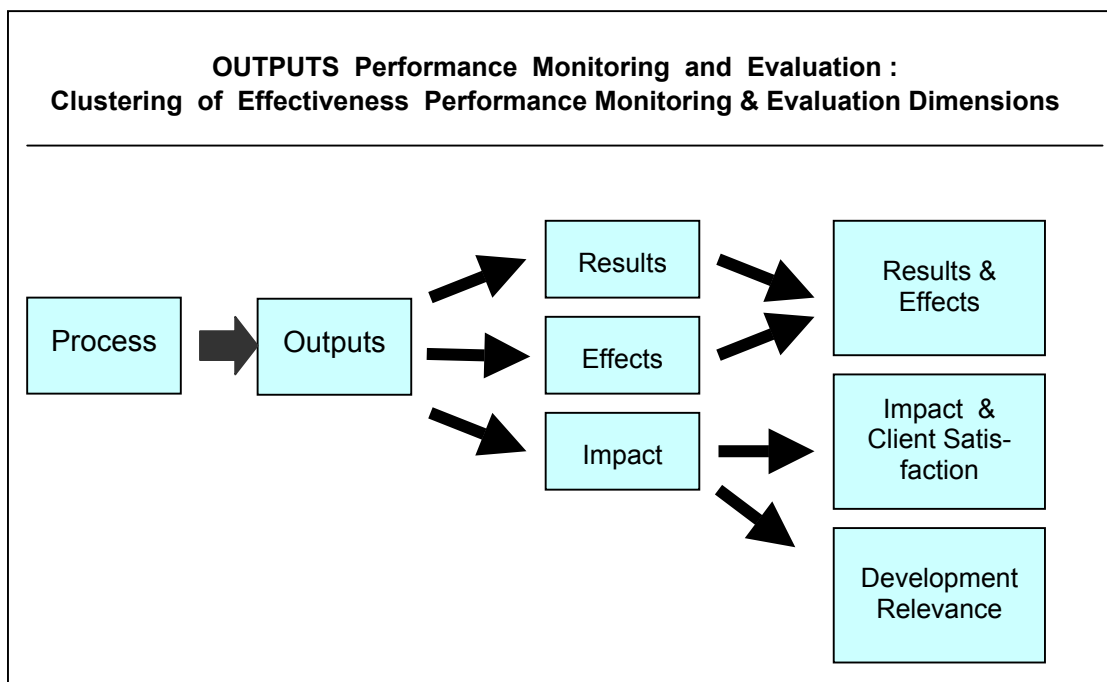 OUTPUTS Performance Monitoring and Evaluation :
Clustering of Effectiveness Performance Monitoring & Evaluation Dimensions
Process
Outputs
Results
Effects
Impact
Results &
Effects
Impact &
Client Satis-
faction
Development
Relevance